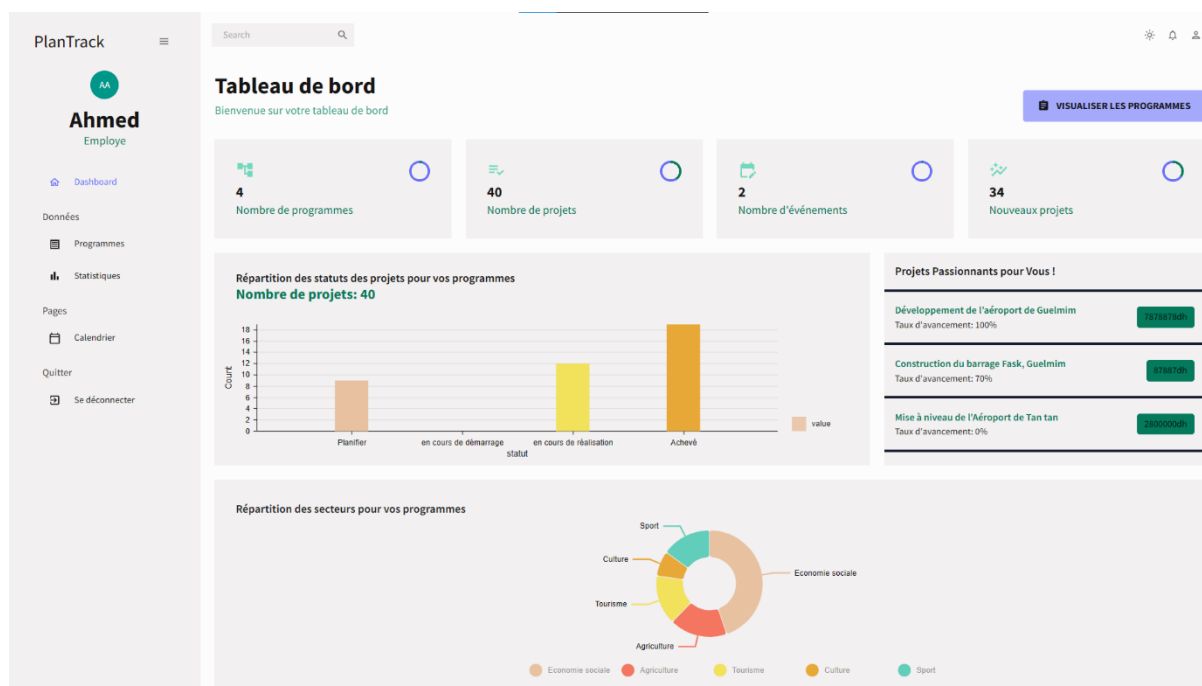 PlanTrack
Search
AA
Ahmed
Employe
Dashboard
Données
Programmes
Statistiques
Pages
Calendrier
Quitter
Se déconnecter
Tableau de bord
Bienvenue sur votre tableau de bord
VISUALISER LES PROGRAMMES
4
Nombre de programmes
40
Nombre de projets
2
Nombre d'événements
34
Nouveaux projets
Répartition des statuts des projets pour vos programmes
Nombre de projets: 40
18
16
14
12
10
8
6
4
2
0
Count
Planifier
en cours de démarrage
en cours de réalisation
Achevé
statut
value
Projets Passionnants pour Vous !
Développement de l'aéroport de Guelmim
Taux d'avancement: 100%
7878878dh
Construction du barrage Fask, Guelmim
Taux d'avancement: 70%
87887dh
Mise à niveau de l'Aéroport de Tan tan
Taux d'avancement: 0%
2800000dh
Répartition des secteurs pour vos programmes
Sport
Culture
Economie sociale
Tourisme
Agriculture
Economie sociale
Agriculture
Tourisme
Culture
Sport